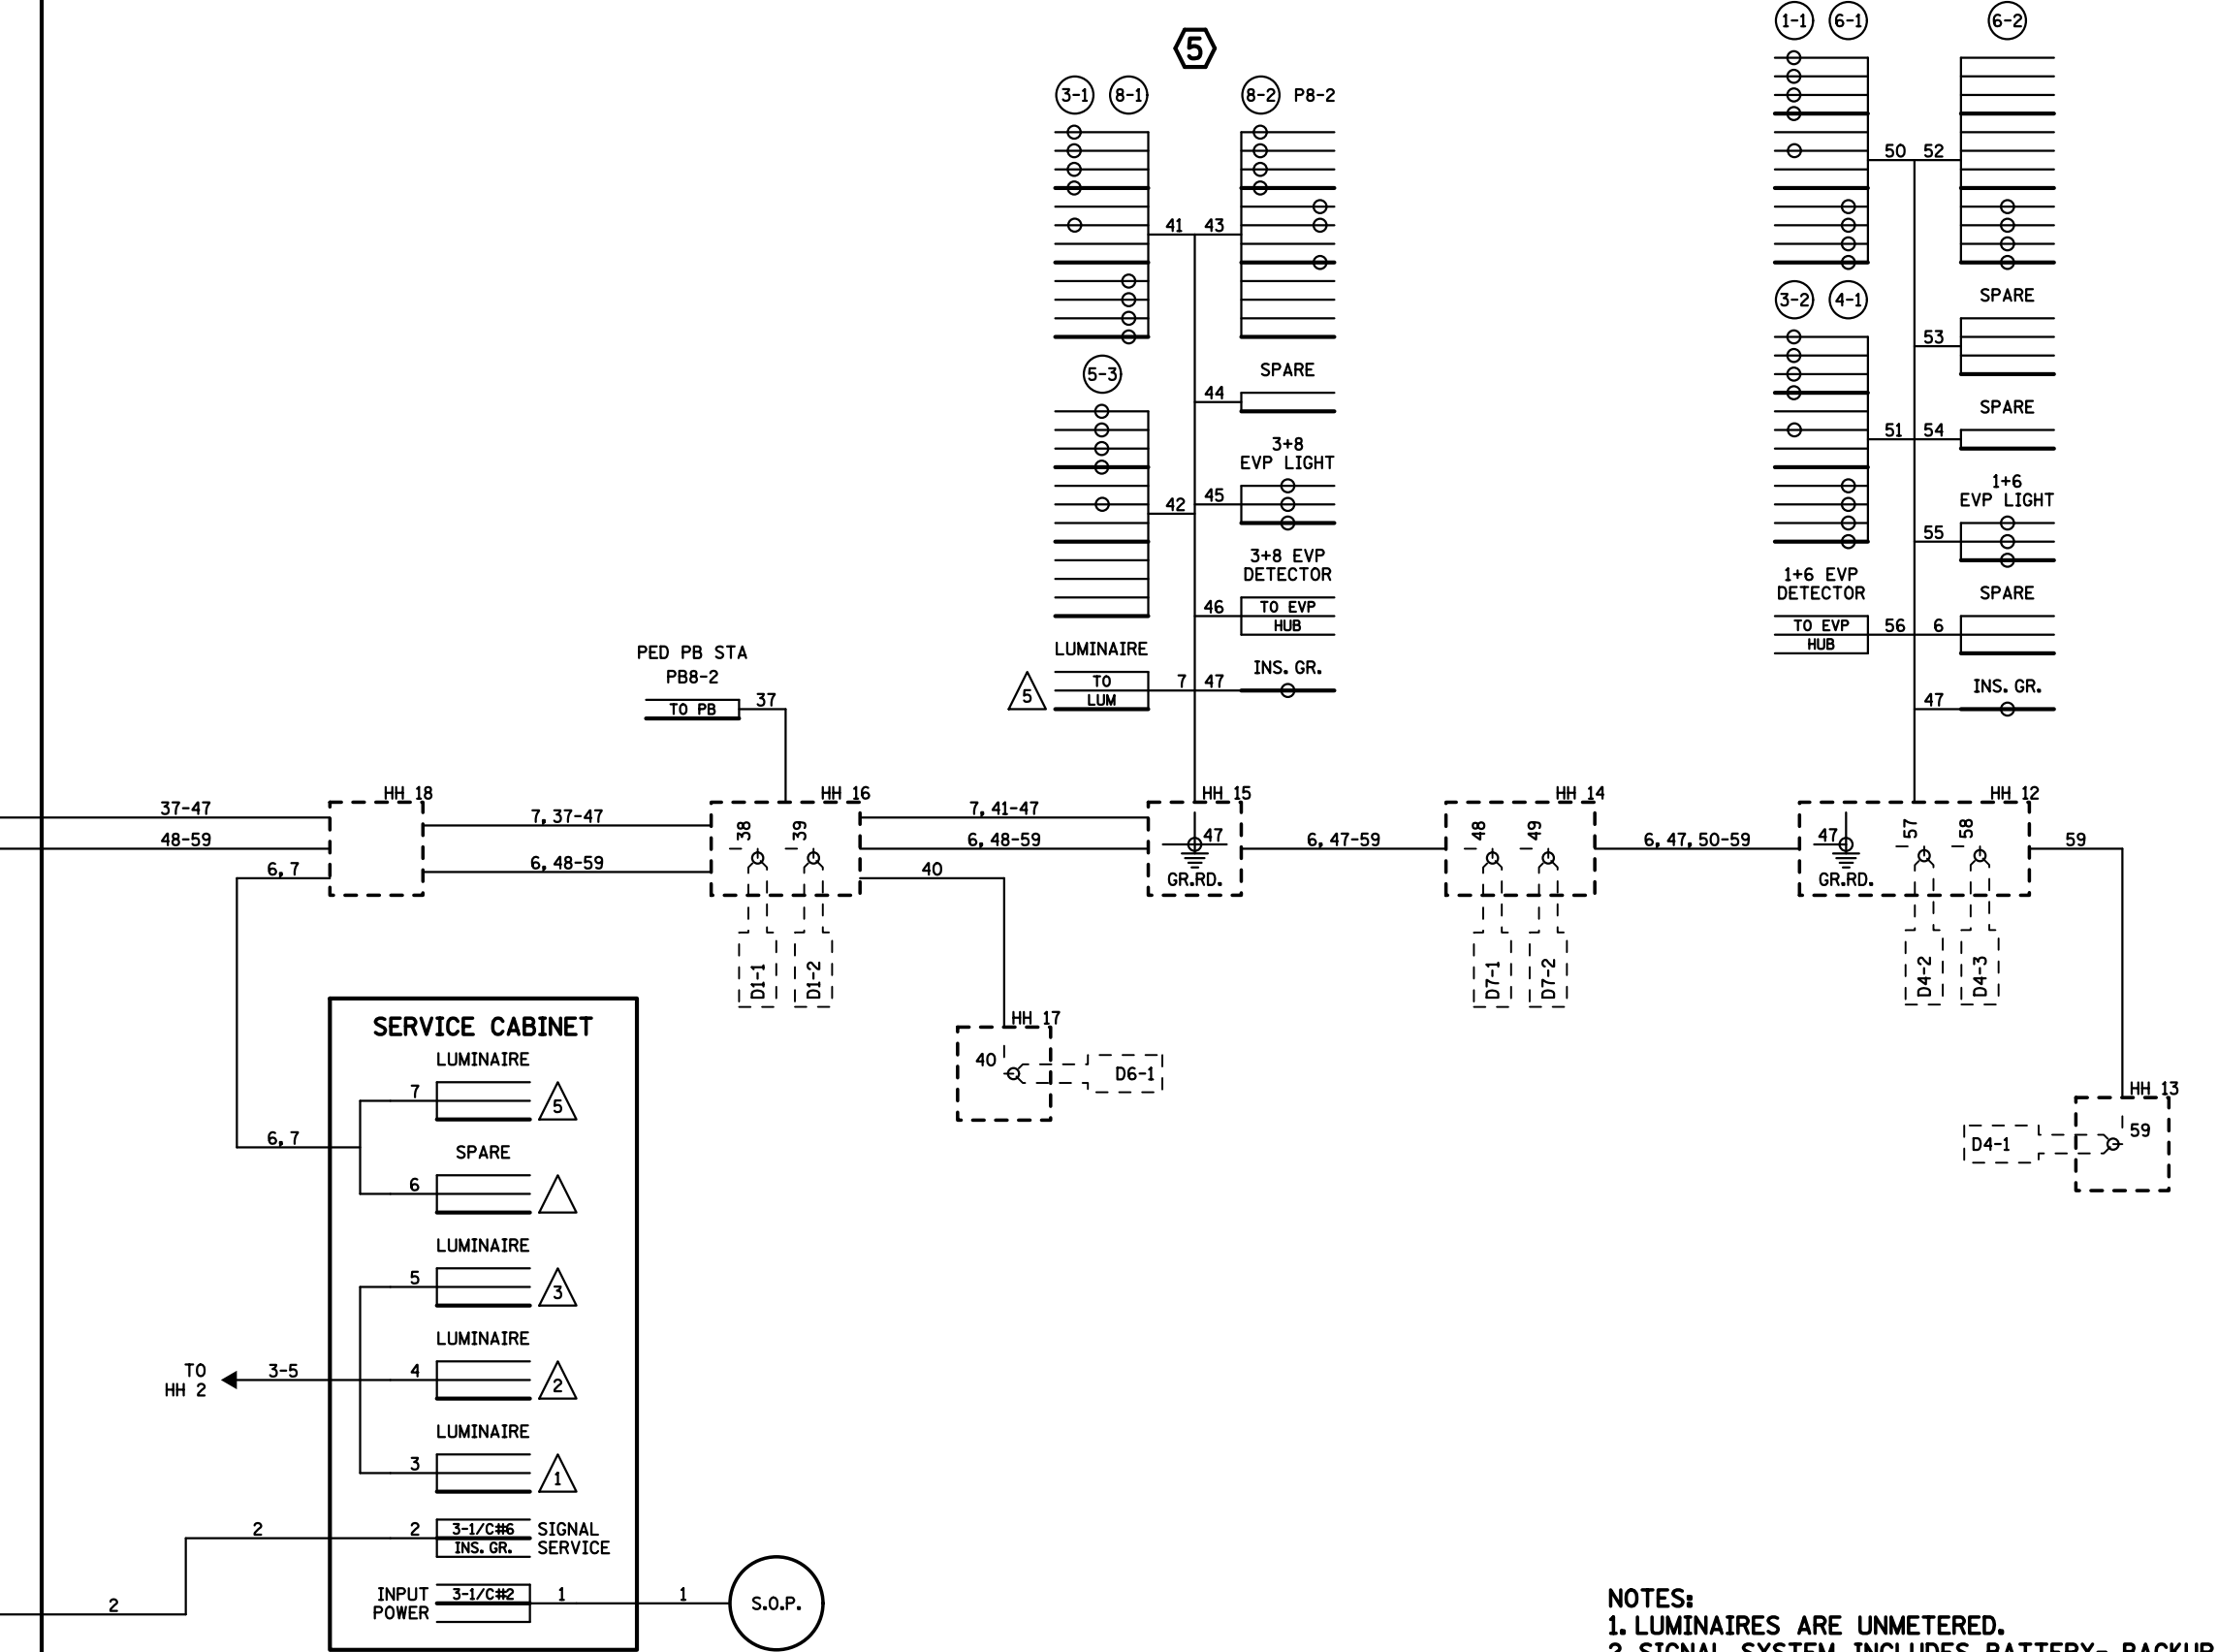 5
3-1 8-1
8-2 P8-2
41 43
5-3
42
SPARE
44
3+8
EVP LIGHT
45
3+8 EVP
DETECTOR
46
TO EVP
HUB
LUMINAIRE
5
TO
LUM
7 47
INS. GR.
1-1 6-1
6-2
50 52
3-2 4-1
SPARE
53
SPARE
51 54
1+6
EVP LIGHT
55
1+6 EVP
DETECTOR
TO EVP
HUB
56 6
SPARE
47
INS. GR.
PED PB STA
PB8-2
TO PB
37
37-47
48-59
6, 7
HH 18
7, 37-47
6, 48-59
HH 16
38
39
D1-1
D1-2
7, 41-47
6, 48-59
40
HH 15
47
GR.RD.
6, 47-59
HH 14
48
49
D7-1
D7-2
6, 47, 50-59
HH 12
47
GR.RD.
57
58
D4-2
D4-3
59
HH 17
40
D6-1
HH 13
59
D4-1
SERVICE CABINET
LUMINAIRE
7
5
6, 7
SPARE
6
LUMINAIRE
5
3
LUMINAIRE
TO
HH 2
3-5
4
2
LUMINAIRE
3
1
2
2
3-1/C#6
INS. GR.
SIGNAL
SERVICE
2
INPUT
POWER
3-1/C#2
1
1
S.O.P.
NOTES:
1. LUMINAIRES ARE UNMETERED.
2. SIGNAL SYSTEM INCLUDES BATTERY- BACKUP